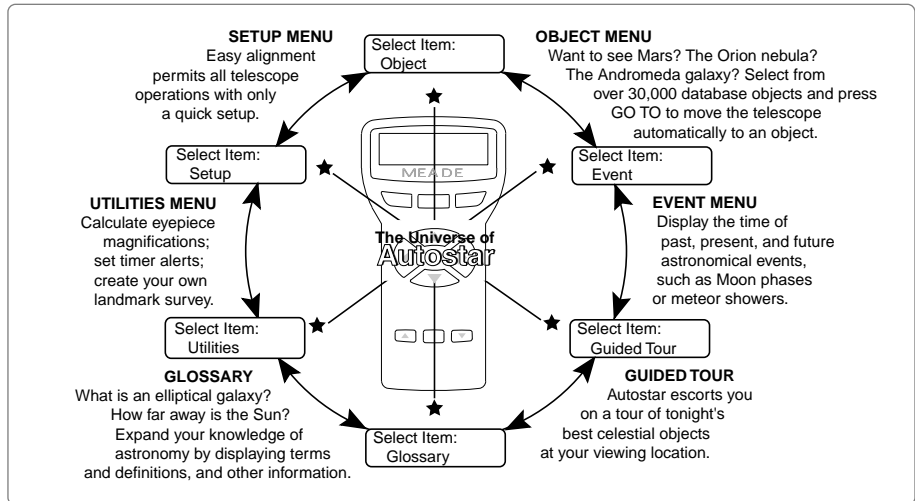 SETUP MENU
Easy alignment
permits all telescope
operations with only
a quick setup.
Select Item:
Object
OBJECT MENU
Want to see Mars? The Orion nebula?
The Andromeda galaxy? Select from
over 30,000 database objects and press
GO TO to move the telescope
automatically to an object.
Select Item:
Setup
MEADE
Select Item:
Event
UTILITIES MENU
Calculate eyepiece
magnifications;
set timer alerts;
create your own
landmark survey.
The Universe of
Autostar
EVENT MENU
Display the time of
past, present, and future
astronomical events,
such as Moon phases
or meteor showers.
Select Item:
Utilities
Select Item:
Guided Tour
GLOSSARY
What is an elliptical galaxy?
How far away is the Sun?
Expand your knowledge of
astronomy by displaying terms
and definitions, and other information.
Select Item:
Glossary
GUIDED TOUR
Autostar escorts you
on a tour of tonight's
best celestial objects
at your viewing location.